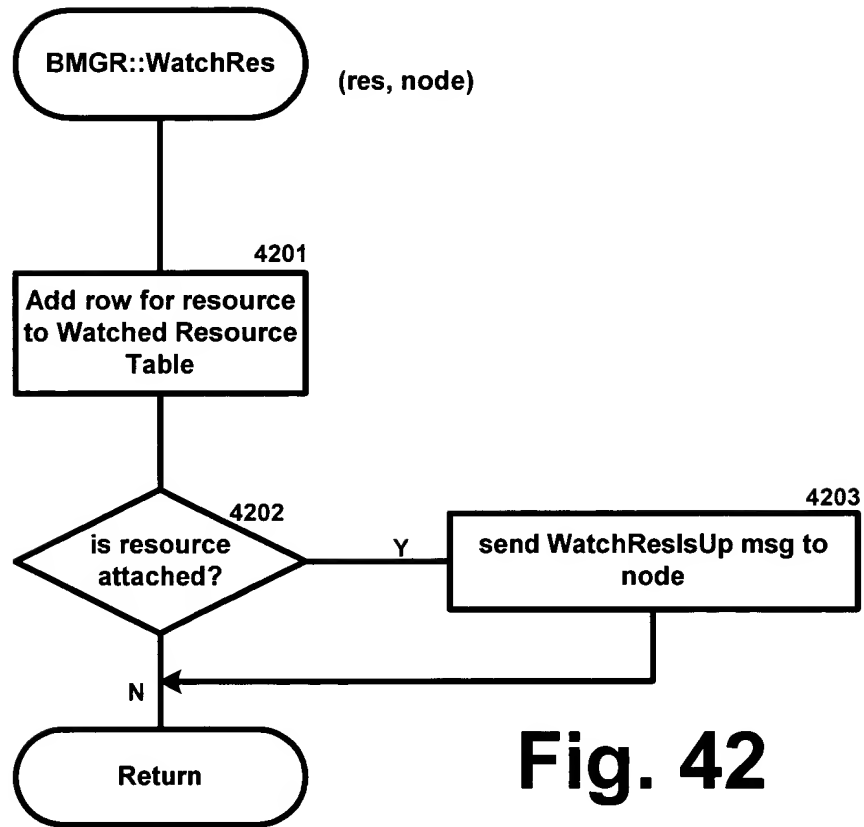 BMGR::WatchRes
(res, node)
4201
Add row for resource
to Watched Resource
Table
4202
is resource
attached?
Y
4203
send WatchResIsUp msg to
node
N
Return
Fig. 42